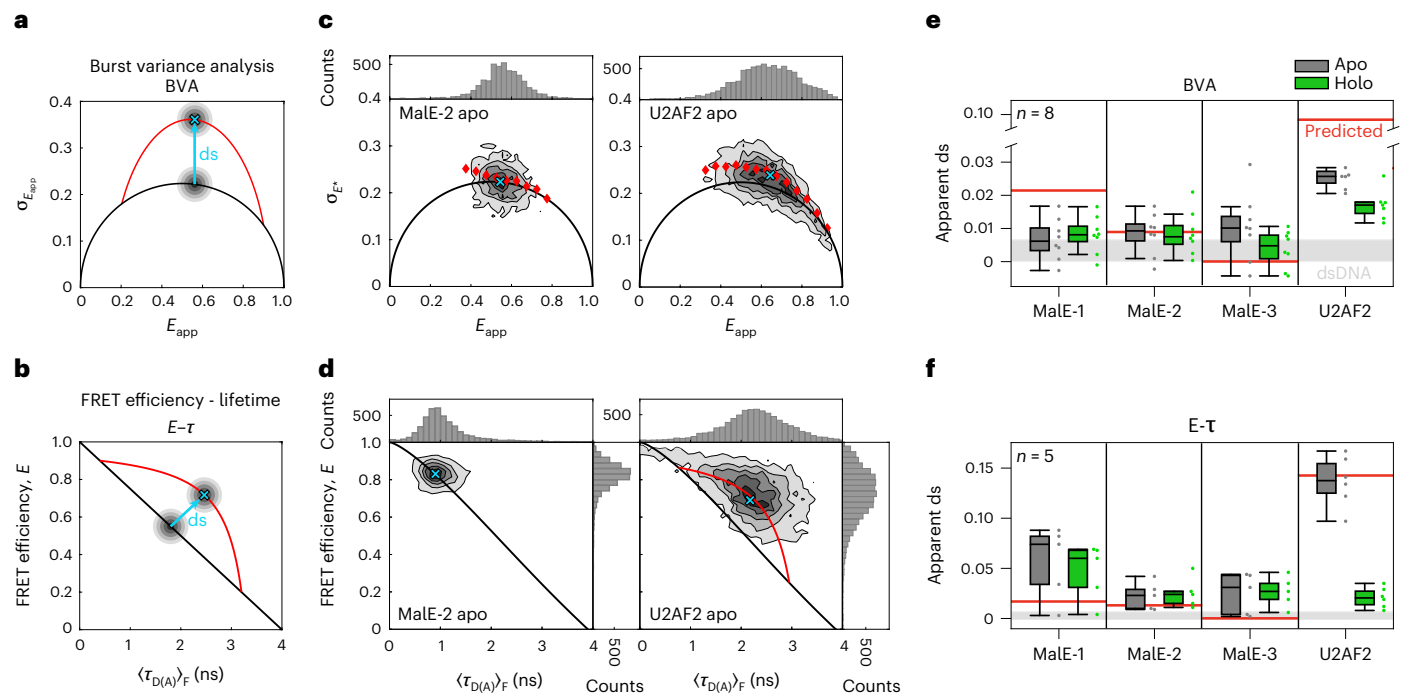 a
Burst variance analysis
BVA
0.4
0.3
0.2
0.1
0
σEapp
ds
0 0.2 0.4 0.6 0.8 1.0
Eapp
c
Counts
500
0.4
MalE-2 apo
0.3
0.2
0.1
0
σE*
0 0.2 0.4 0.6 0.8 1.0
Eapp
500
0.4
U2AF2 apo
0.3
0.2
0.1
0
0 0.2 0.4 0.6 0.8 1.0
Eapp
e
Apo
Holo
BVA
n = 8
Predicted
0.10
0.03
0.02
0.01
0
Apparent ds
dsDNA
MalE-1 MalE-2 MalE-3 U2AF2
b
FRET efficiency - lifetime
E–τ
1.0
0.8
0.6
0.4
0.2
0
FRET efficiency, E
ds
0 1 2 3 4
⟨τD(A)⟩F (ns)
d
500
Counts
1.0
0.8
0.6
0.4
0.2
0
FRET efficiency, E
MalE-2 apo
0 1 2 3 4
500
⟨τD(A)⟩F (ns)
Counts
500
U2AF2 apo
0 1 2 3 4
500
⟨τD(A)⟩F (ns)
Counts
f
E-τ
n = 5
0.15
0.10
0.05
0
Apparent ds
MalE-1 MalE-2 MalE-3 U2AF2